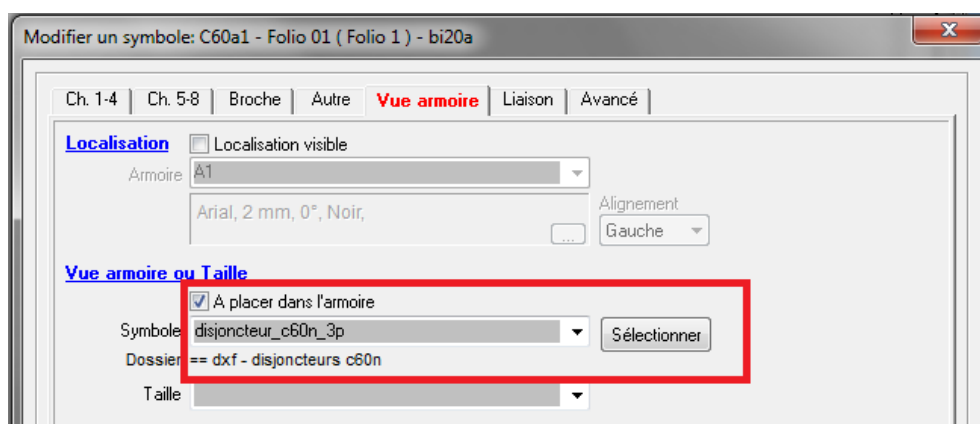 Modifier un symbole: C60a1 - Folio 01 ( Folio 1 ) - bi20a
Ch. 1-4 Ch. 5-8 Broche Autre Vue armoire Liaison Avancé
Localisation Localisation visible
Armoire A1
Arial, 2 mm, 0°, Noir, ... Alignement
Gauche
Vue armoire ou Taille
A placer dans l'armoire
Symbole disjoncteur_c60n_3p Sélectionner
Dossier == dxf - disjoncteurs c60n
Taille